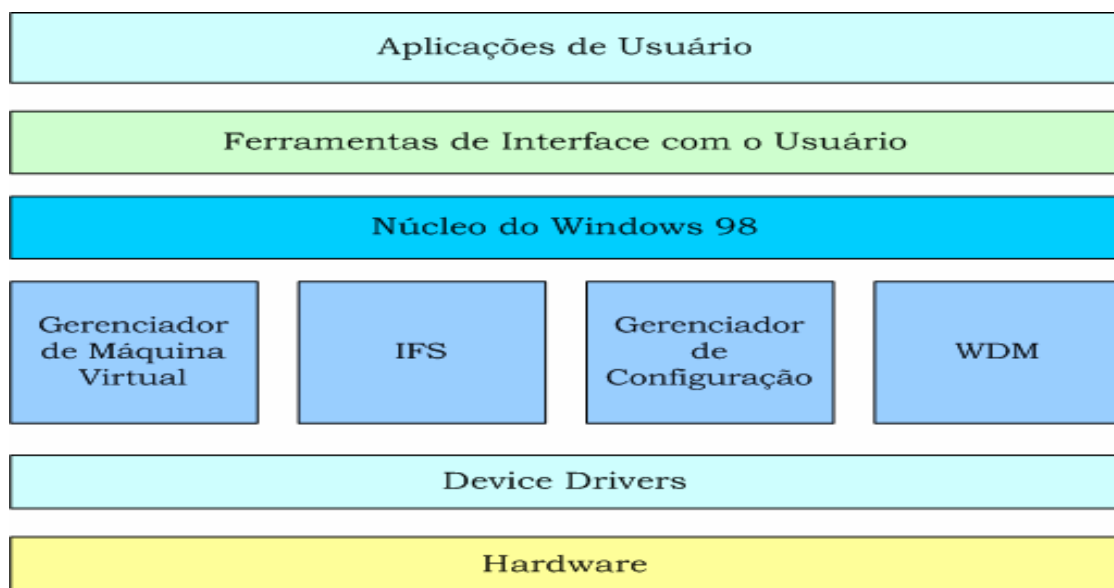 Aplicações de Usuário
Ferramentas de Interface com o Usuário
Núcleo do Windows 98
Gerenciador
de Máquina
Virtual
IFS
Gerenciador
de
Configuração
WDM
Device Drivers
Hardware